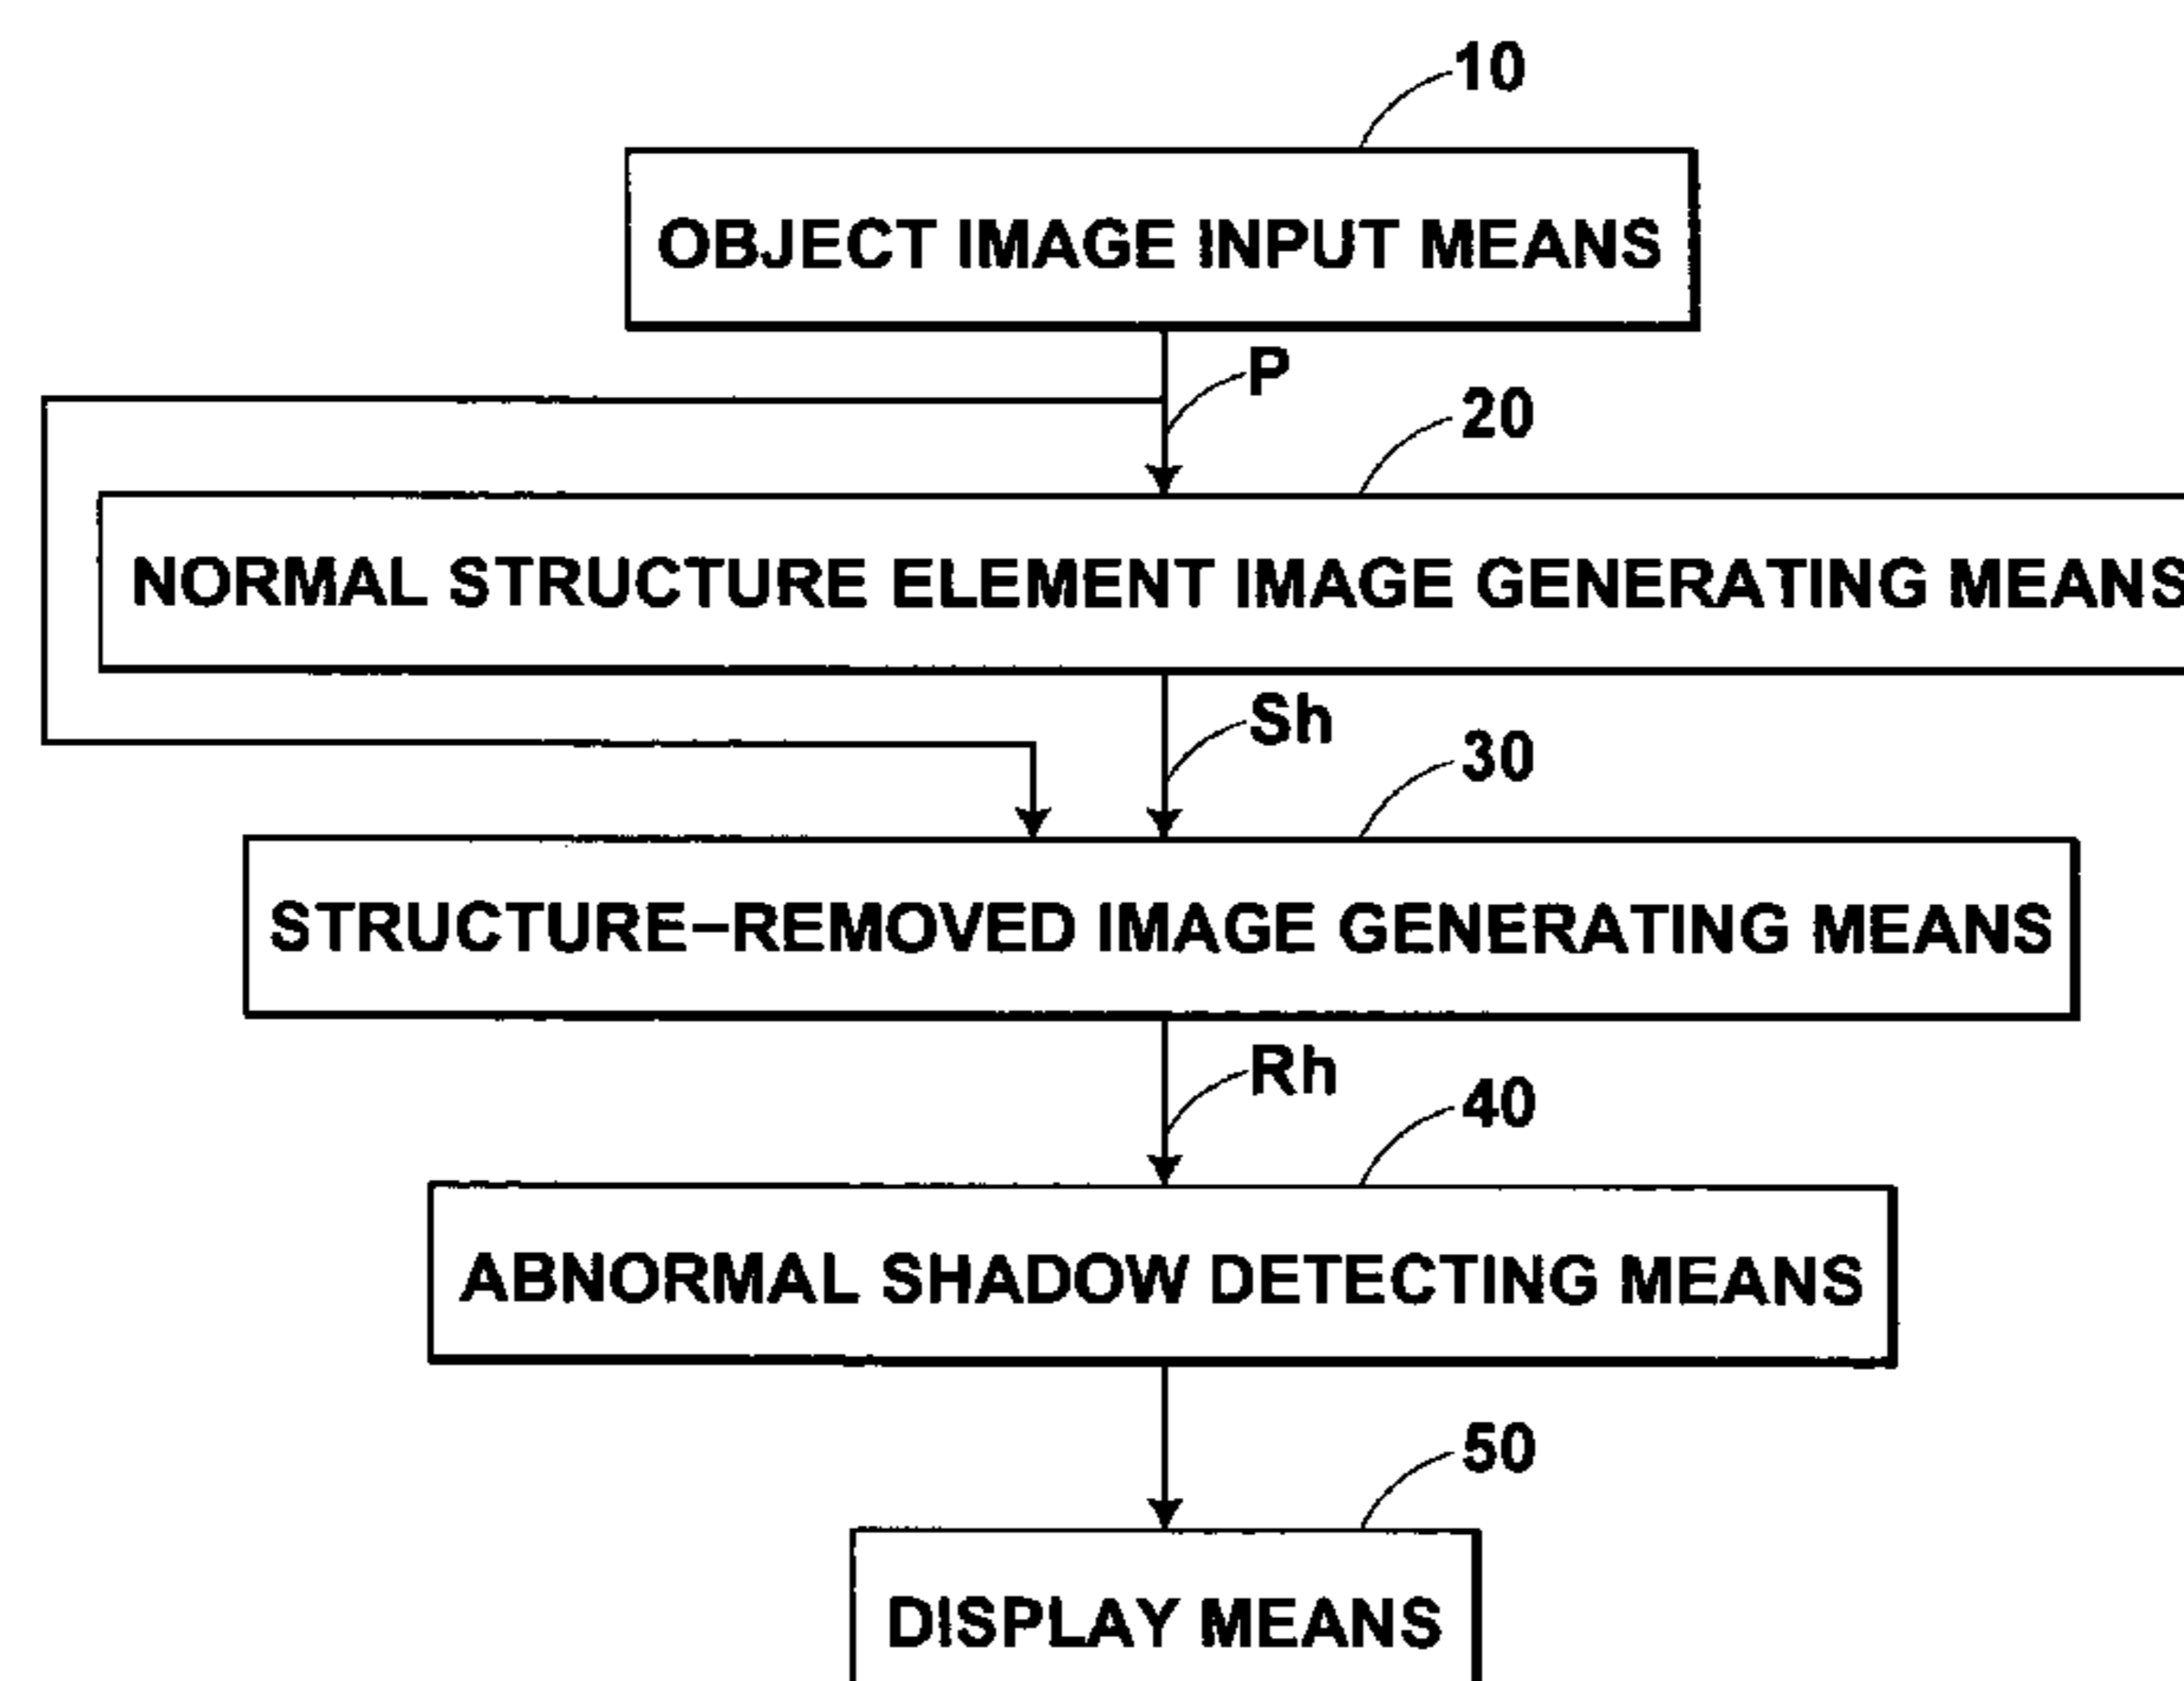 10
OBJECT IMAGE INPUT MEANS
P
20
NORMAL STRUCTURE ELEMENT IMAGE GENERATING MEANS
Sh
30
STRUCTURE-REMOVED IMAGE GENERATING MEANS
Rh
40
ABNORMAL SHADOW DETECTING MEANS
50
DISPLAY MEANS